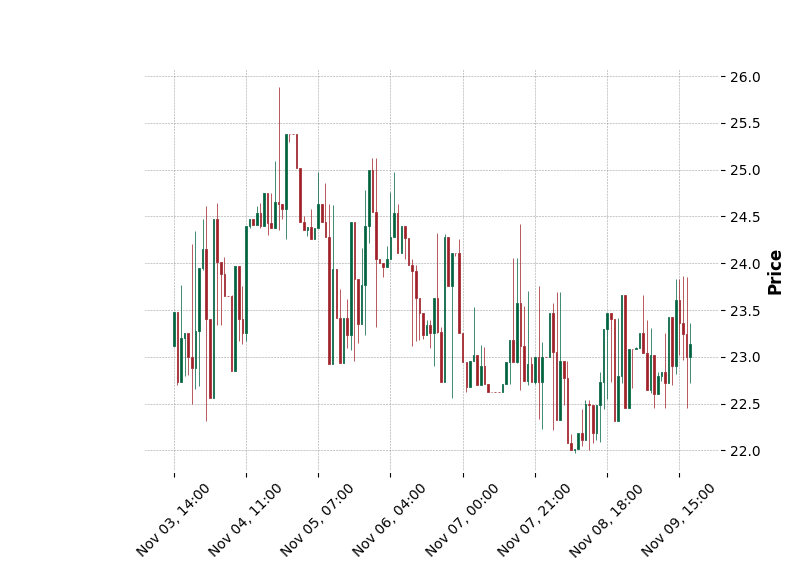 26.0
25.5
25.0
24.5
24.0
23.5
23.0
22.5
22.0
Price
Nov 03, 14:00
Nov 04, 11:00
Nov 05, 07:00
Nov 06, 04:00
Nov 07, 00:00
Nov 07, 21:00
Nov 08, 18:00
Nov 09, 15:00